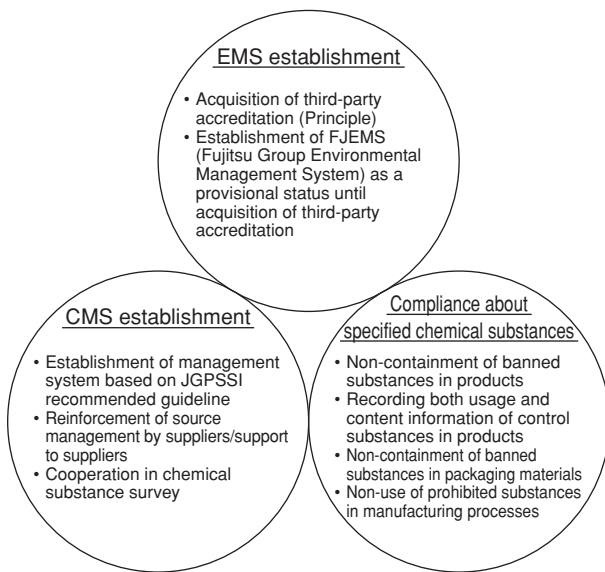 EMS establishment
• Acquisition of third-party
accreditation (Principle)
• Establishment of FJEMS
(Fujitsu Group Environmental
Management System) as a
provisional status until
acquisition of third-party
accreditation
CMS establishment
• Establishment of management
system based on JGPSSI
recommended guideline
• Reinforcement of source
management by suppliers/support
to suppliers
• Cooperation in chemical
substance survey
Compliance about
specified chemical substances
• Non-containment of banned
substances in products
• Recording both usage and
content information of control
substances in products
• Non-containment of banned
substances in packaging materials
• Non-use of prohibited substances
in manufacturing processes